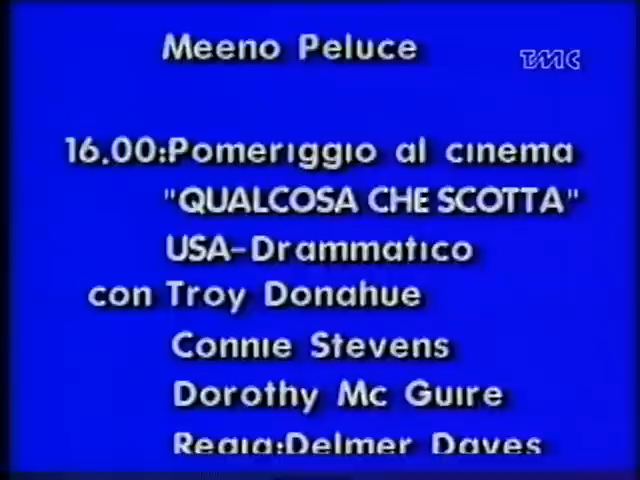 Meeno Peluce
TMC
16.00:Pomeriggio al cinema
"QUALCOSA CHE SCOTTA"
USA-Drammatico
con Troy Donahue
Connie Stevens
Dorothy Mc Guire
Regia:Delmer Daves